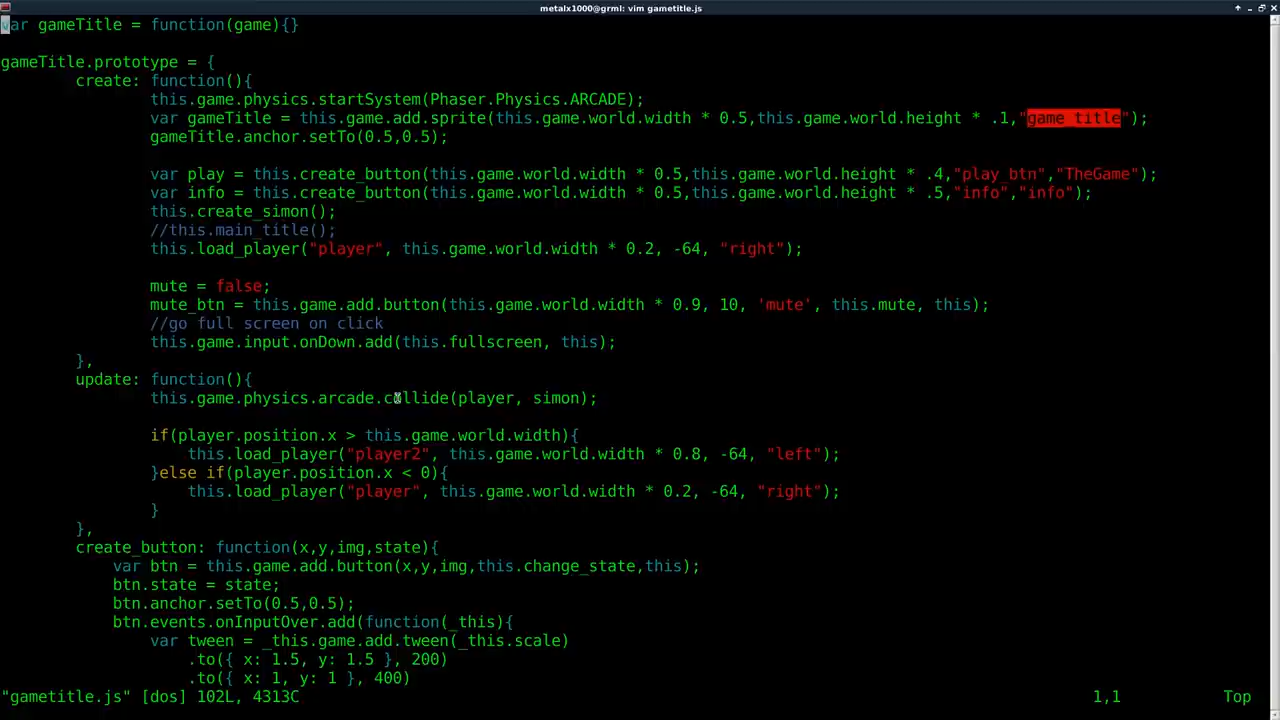 metalx1000@grml: vim gametitle.js
var gameTitle = function(game){}
gameTitle.prototype = {
create: function(){
this.game.physics.startSystem(Phaser.Physics.ARCADE);
var gameTitle = this.game.add.sprite(this.game.world.width * 0.5,this.game.world.height * .1,"game_title");
gameTitle.anchor.setTo(0.5,0.5);
var play = this.create_button(this.game.world.width * 0.5,this.game.world.height * .4,"play_btn","TheGame");
var info = this.create_button(this.game.world.width * 0.5,this.game.world.height * .5,"info","info");
this.create_simon();
//this.main_title();
this.load_player("player", this.game.world.width * 0.2, -64, "right");
mute = false;
mute_btn = this.game.add.button(this.game.world.width * 0.9, 10, 'mute', this.mute, this);
//go full screen on click
this.game.input.onDown.add(this.fullscreen, this);
},
update: function(){
this.game.physics.arcade.collide(player, simon);
if(player.position.x > this.game.world.width){
this.load_player("player2", this.game.world.width * 0.8, -64, "left");
}else if(player.position.x < 0){
this.load_player("player", this.game.world.width * 0.2, -64, "right");
}
},
create_button: function(x,y,img,state){
var btn = this.game.add.button(x,y,img,this.change_state,this);
btn.state = state;
btn.anchor.setTo(0.5,0.5);
btn.events.onInputOver.add(function(_this){
var tween = _this.game.add.tween(_this.scale)
.to({ x: 1.5, y: 1.5 }, 200)
.to({ x: 1, y: 1 }, 400)
"gametitle.js" [dos] 102L, 4313C 1,1 Top